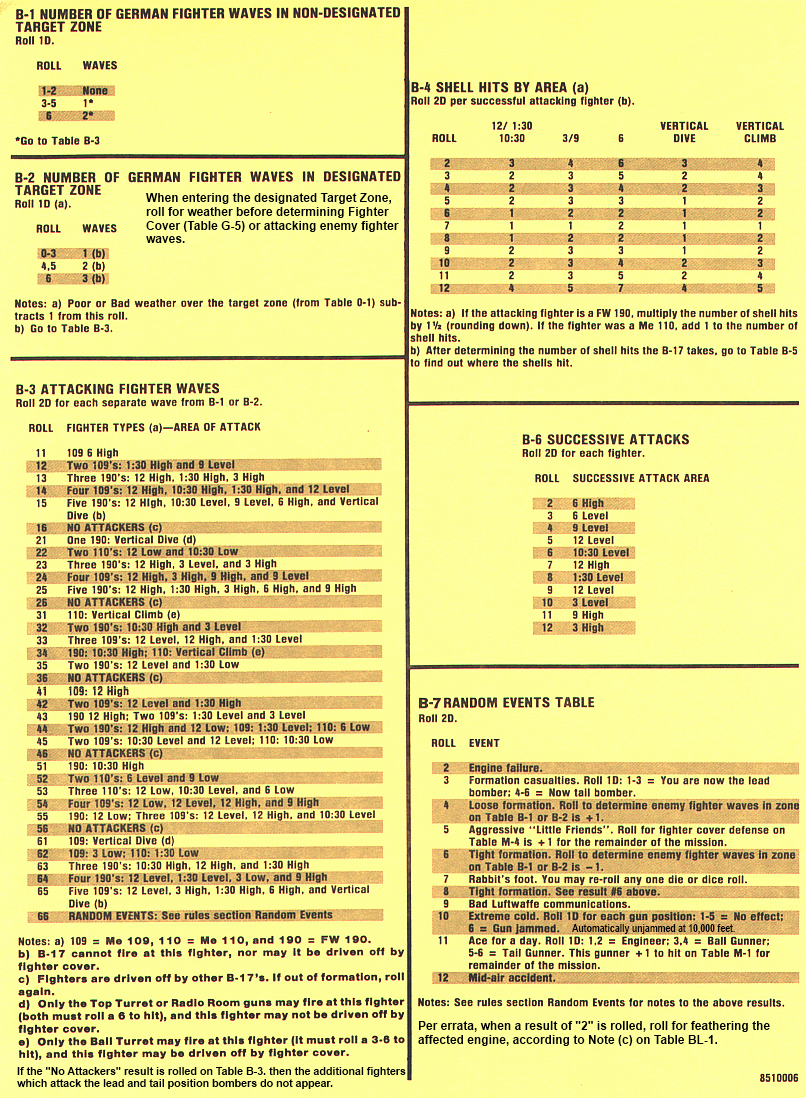 B-1 NUMBER OF GERMAN FIGHTER WAVES IN NON-DESIGNATED
TARGET ZONE
Roll 1D.
ROLL WAVES
1-2 None
3-5 1*
6 2*
*Go to Table B-3
B-2 NUMBER OF GERMAN FIGHTER WAVES IN DESIGNATED
TARGET ZONE
Roll 1D (a).
When entering the designated Target Zone,
roll for weather before determining Fighter
Cover (Table G-5) or attacking enemy fighter
waves.
ROLL WAVES
0-3 1 (b)
4,5 2 (b)
6 3 (b)
Notes: a) Poor or Bad weather over the target zone (from Table 0-1) sub-
tracts 1 from this roll.
b) Go to Table B-3.
B-3 ATTACKING FIGHTER WAVES
Roll 2D for each separate wave from B-1 or B-2.
ROLL FIGHTER TYPES (a)—AREA OF ATTACK
11 109 6 High
12 Two 109's: 1:30 High and 9 Level
13 Three 190's: 12 High, 1:30 High, 3 High
14 Four 109's: 12 High, 10:30 High, 1:30 High, and 12 Level
15 Five 190's: 12 High, 10:30 Level, 9 Level, 6 High, and Vertical
Dive (b)
16 NO ATTACKERS (c)
21 One 190: Vertical Dive (d)
22 Two 110's: 12 Low and 10:30 Low
23 Three 190's: 12 High, 3 Level, and 3 High
24 Four 109's: 12 High, 3 High, 9 High, and 9 Level
25 Five 190's: 12 High, 1:30 High, 3 High, 6 High, and 9 High
26 NO ATTACKERS (c)
31 110: Vertical Climb (e)
32 Two 190's: 10:30 High and 3 Level
33 Three 109's: 12 Level, 12 High, and 1:30 Level
34 190: 10:30 High; 110: Vertical Climb (e)
35 Two 190's: 12 Level and 1:30 Low
36 NO ATTACKERS (c)
41 109: 12 High
42 Two 109's: 12 Level and 1:30 High
43 190 12 High; Two 109's: 1:30 Level and 3 Level
44 Two 190's: 12 High and 12 Low; 109: 1:30 Level; 110: 6 Low
45 Two 109's: 10:30 Level and 12 Level; 110: 10:30 Low
46 NO ATTACKERS (c)
51 190: 10:30 High
52 Two 110's: 6 Level and 9 Low
53 Three 110's: 12 Low, 10:30 Level, and 6 Low
54 Four 109's: 12 Low, 12 Level, 12 High, and 9 High
55 190: 12 Low; Three 109's: 12 Level, 12 High, and 10:30 Level
56 NO ATTACKERS (c)
61 109: Vertical Dive (d)
62 109: 3 Low; 110: 1:30 Low
63 Three 190's: 10:30 High, 12 High, and 1:30 High
64 Four 190's: 12 Level, 1:30 Level, 3 Low, and 9 High
65 Five 109's: 12 Level, 3 High, 1:30 High, 6 High, and Vertical
Dive (b)
66 RANDOM EVENTS: See rules section Random Events
Notes: a) 109 = Me 109, 110 = Me 110, and 190 = FW 190.
b) B-17 cannot fire at this fighter, nor may it be driven off by
fighter cover.
c) Fighters are driven off by other B-17's. If out of formation, roll
again.
d) Only the Top Turret or Radio Room guns may fire at this fighter
(both must roll a 6 to hit), and this fighter may not be driven off by
fighter cover.
e) Only the Ball Turret may fire at this fighter (it must roll a 3-6 to
hit), and this fighter may be driven off by fighter cover.
If the "No Attackers" result is rolled on Table B-3. then the additional fighters
which attack the lead and tail position bombers do not appear.
B-4 SHELL HITS BY AREA (a)
Roll 2D per successful attacking fighter (b).
12/ 1:30 VERTICAL VERTICAL
ROLL 10:30 3/9 6 DIVE CLIMB
2 3 4 6 3 4
3 2 3 5 2 4
4 2 3 4 2 3
5 2 3 3 1 2
6 1 2 2 1 2
7 1 1 1 1 1
8 1 2 2 1 2
9 2 3 3 1 2
10 2 3 4 2 3
11 2 3 5 2 4
12 4 5 7 4 5
Notes: a) If the attacking fighter is a FW 190, multiply the number of shell hits
by 1½ (rounding down). If the fighter was a Me 110, add 1 to the number of
shell hits.
b) After determining the number of shell hits the B-17 takes, go to Table B-5
to find out where the shells hit.
B-6 SUCCESSIVE ATTACKS
Roll 2D for each fighter.
ROLL SUCCESSIVE ATTACK AREA
2 6 High
3 6 Level
4 9 Level
5 12 Level
6 10:30 Level
7 12 High
8 1:30 Level
9 12 Level
10 3 Level
11 9 High
12 3 High
B-7 RANDOM EVENTS TABLE
Roll 2D.
ROLL EVENT
2 Engine failure.
3 Formation casualties. Roll 1D: 1-3 = You are now the lead
bomber; 4-6 = Now tail bomber.
4 Loose formation. Roll to determine enemy fighter waves in zone
on Table B-1 or B-2 is +1.
5 Aggressive "Little Friends". Roll for fighter cover defense on
Table M-4 is +1 for the remainder of the mission.
6 Tight formation. Roll to determine enemy fighter waves in zone
on Table B-1 or B-2 is −1.
7 Rabbit's foot. You may re-roll any one die or dice roll.
8 Tight formation. See result #6 above.
9 Bad Luftwaffe communications.
10 Extreme cold. Roll 1D for each gun position: 1-5 = No effect;
6 = Gun jammed. Automatically unjammed at 10,000 feet.
11 Ace for a day. Roll 1D: 1,2 = Engineer; 3,4 = Ball Gunner;
5-6 = Tail Gunner. This gunner +1 to hit on Table M-1 for
remainder of the mission.
12 Mid-air accident.
Notes: See rules section Random Events for notes to the above results.
Per errata, when a result of "2" is rolled, roll for feathering the
affected engine, according to Note (c) on Table BL-1.
8510006